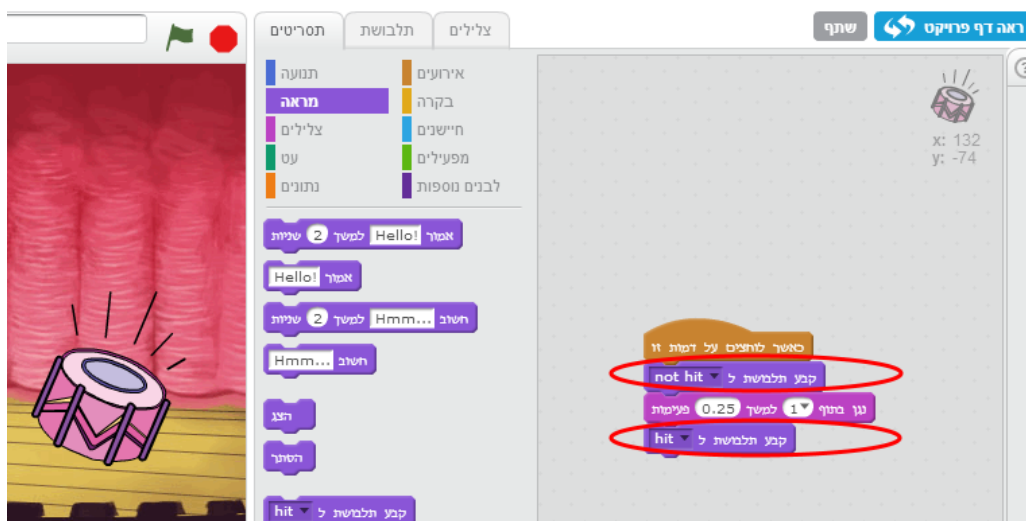 ראה דף פרויקט
שתף
תסריטים
תלבושת
צלילים
תנועה
אירועים
מראה
בקרה
צלילים
חיישנים
עט
מפעילים
נתונים
לבנים נוספות
אמור Hello! למשך 2 שניות
אמור Hello!
חשוב Hmm... למשך 2 שניות
חשוב Hmm...
הצג
הסתר
קבע תלבושת ל hit
x: 132
y: -74
כאשר לוחצים על דמות זו
קבע תלבושת ל not hit
נגן בתוף 1 למשך 0.25 פעימות
קבע תלבושת ל hit
?